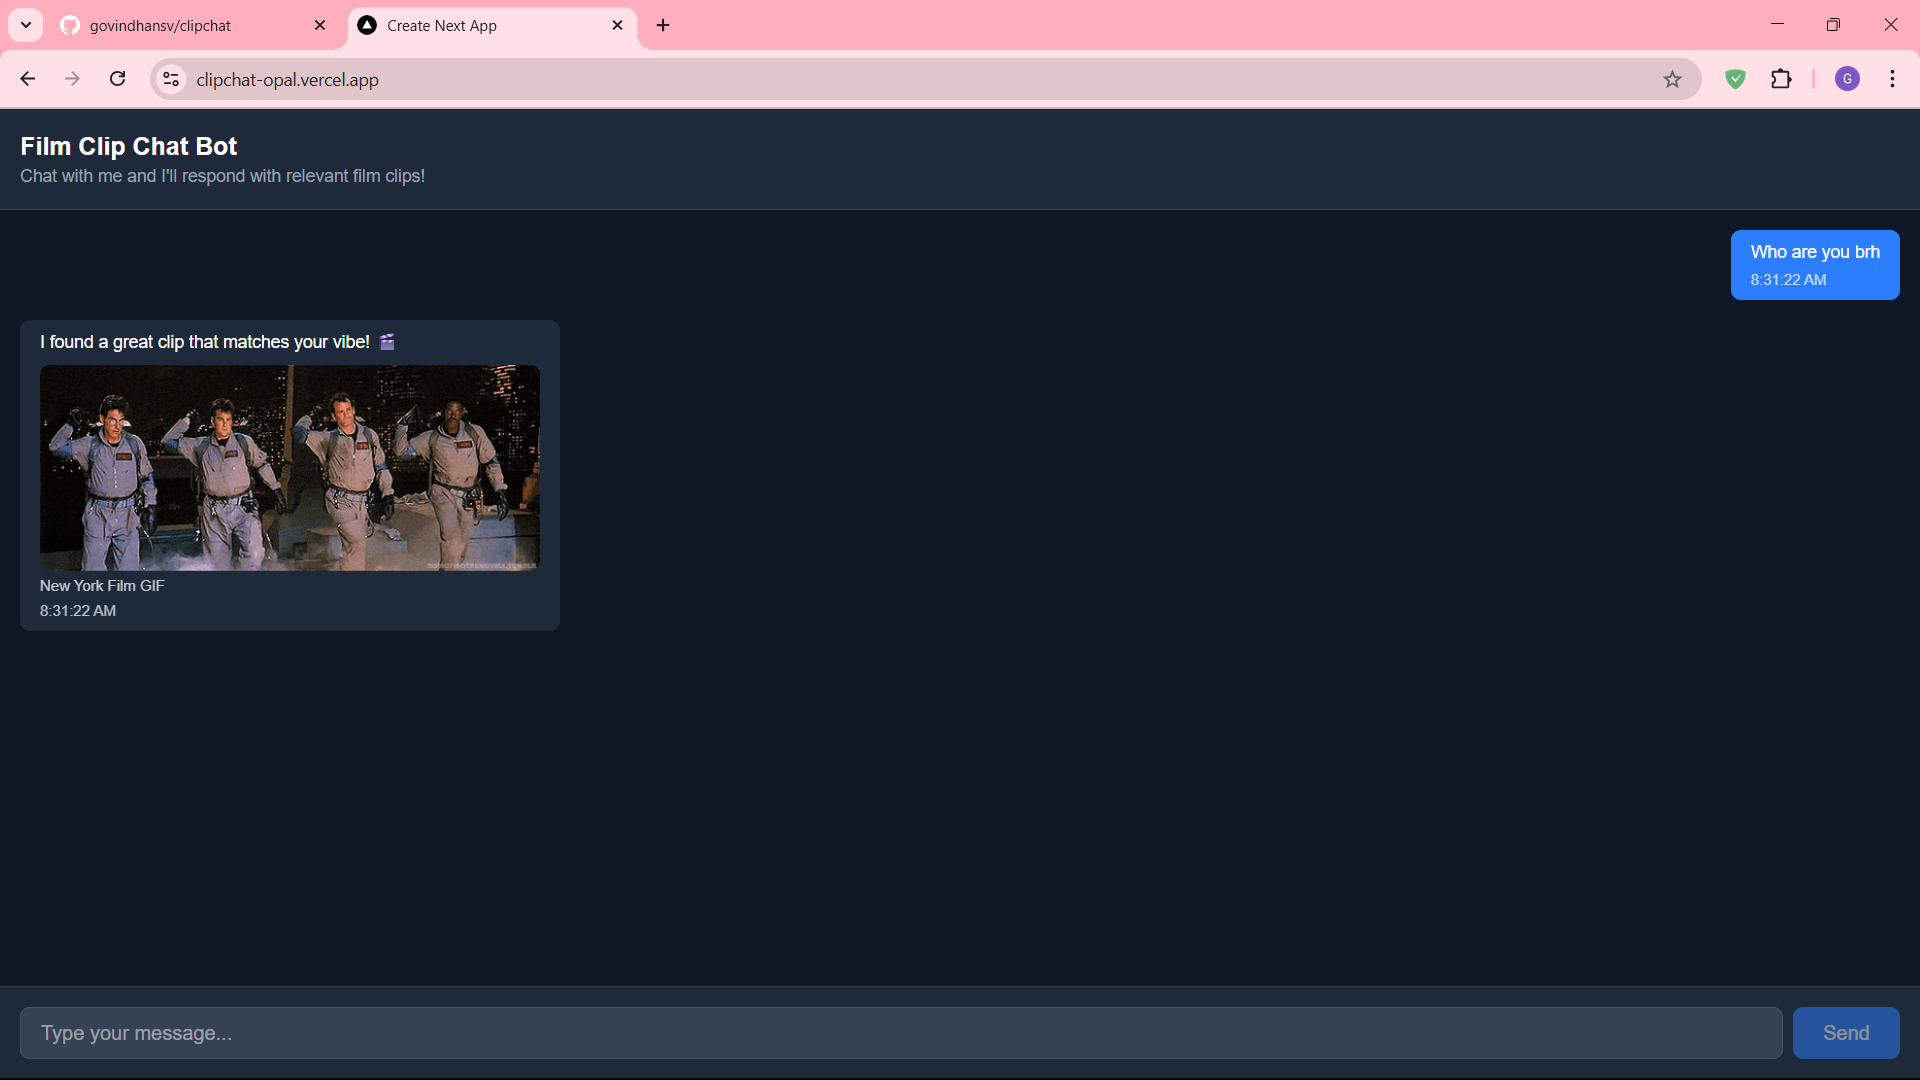 govindhansv/clipchat
Create Next App
clipchat-opal.vercel.app
G
Film Clip Chat Bot
Chat with me and I'll respond with relevant film clips!
Who are you brh
8:31:22 AM
I found a great clip that matches your vibe!
New York Film GIF
8:31:22 AM
Type your message...
Send